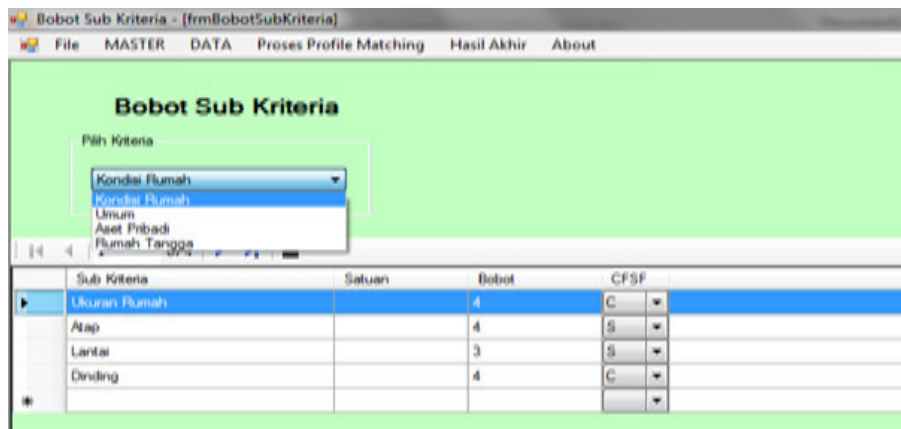 Bobot Sub Kriteria - [frmBobotSubKriteria]
File MASTER DATA Proses Profile Matching Hasil Akhir About
Bobot Sub Kriteria
Pilih Kriteria
Kondisi Rumah
Kondisi Rumah
Umum
Aset Pribadi
Rumah Tangga
Sub Kriteria Satuan Bobot CFSF
Ukuran Rumah 4 C
Atap 4 S
Lantai 3 S
Dinding 4 C